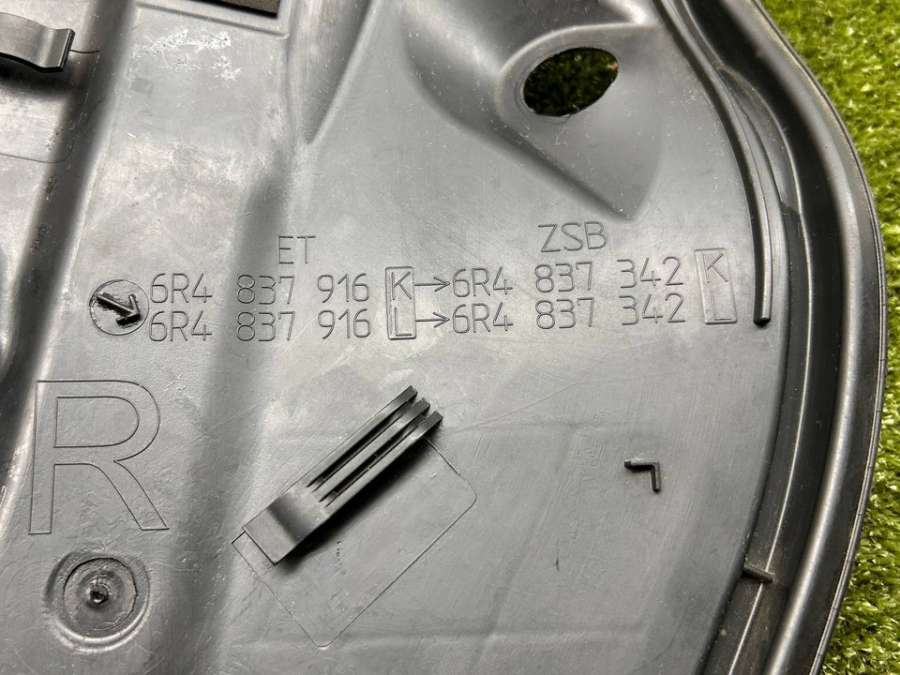 ET ZSB
6R4 837 916 K→6R4 837 342 K
6R4 837 916 L→6R4 837 342 L
R